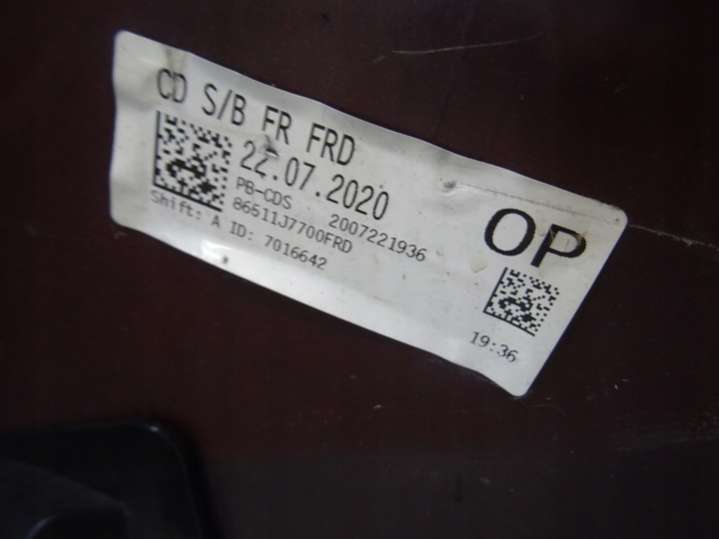 CD S/B FR FRD
22.07.2020
PB-CDS 2007221936
86511J7700FRD
Shift: A ID: 7016642
OP
19:36